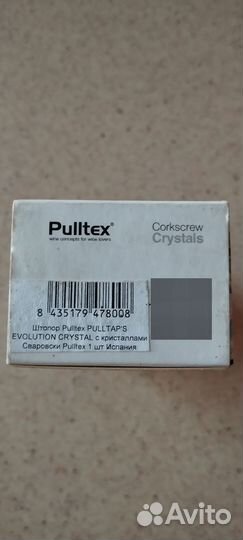 Pulltex®
wine concepts for wine lovers
Corkscrew
Crystals
8 435179 478008
Штопор Pulltex PULLTAP'S
EVOLUTION CRYSTAL с кристаллами
Сваровски Pulltex 1 шт Испания
Avito